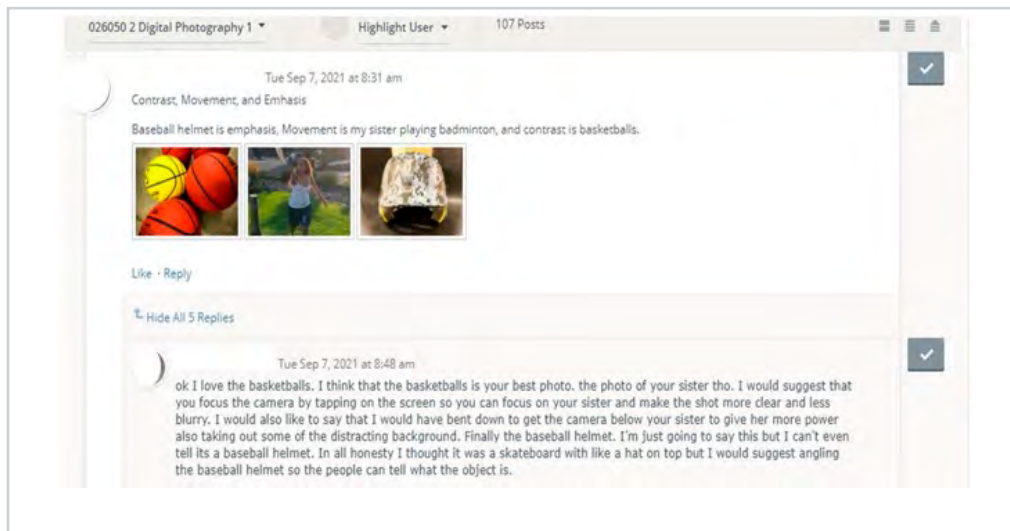 026050 2 Digital Photography 1
Highlight User
107 Posts
Tue Sep 7, 2021 at 8:31 am
Contrast, Movement, and Emhasis
Baseball helmet is emphasis, Movement is my sister playing badminton, and contrast is basketballs.
Like · Reply
Hide All 5 Replies
Tue Sep 7, 2021 at 8:48 am
ok I love the basketballs. I think that the basketballs is your best photo. the photo of your sister tho. I would suggest that
you focus the camera by tapping on the screen so you can focus on your sister and make the shot more clear and less
blurry. I would also like to say that I would have bent down to get the camera below your sister to give her more power
also taking out some of the distracting background. Finally the baseball helmet. I'm just going to say this but I can't even
tell its a baseball helmet. In all honesty I thought it was a skateboard with like a hat on top but I would suggest angling
the baseball helmet so the people can tell what the object is.